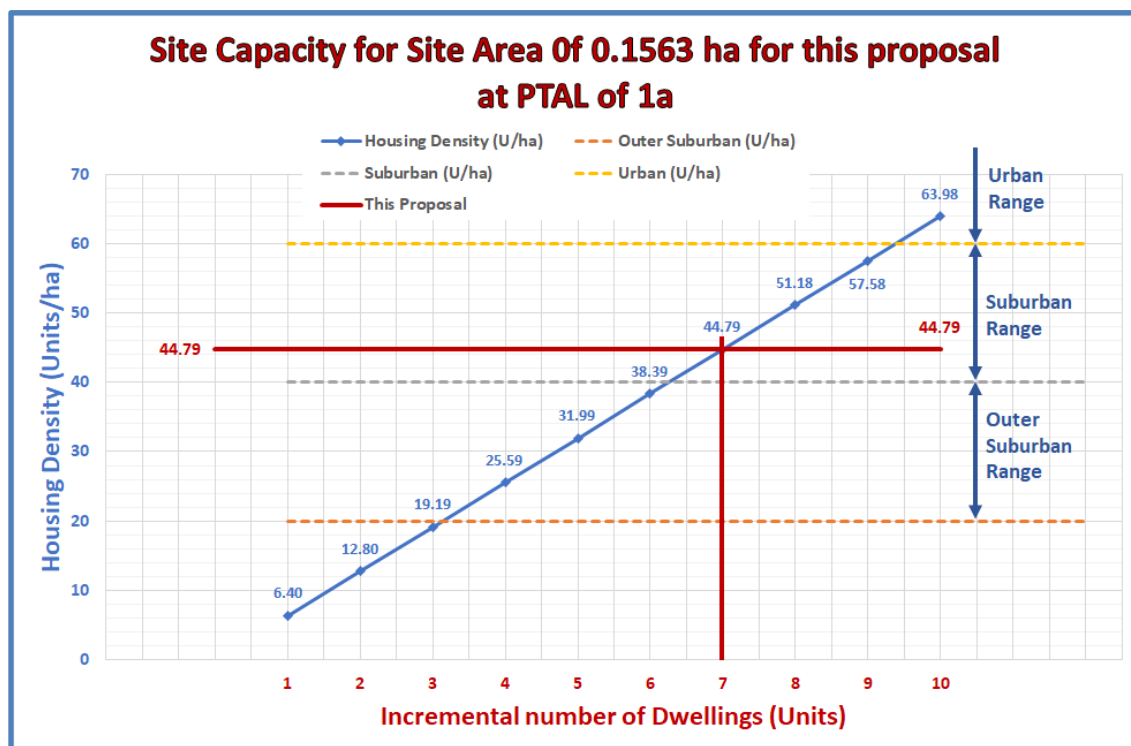 Site Capacity for Site Area 0f 0.1563 ha for this proposal
at PTAL of 1a
Housing Density (U/ha)
Outer Suburban (U/ha)
Suburban (U/ha)
Urban (U/ha)
This Proposal
Housing Density (Units/ha)
70
60
50
40
30
20
10
0
6.40
12.80
19.19
25.59
31.99
38.39
44.79
51.18
57.58
63.98
44.79
44.79
Urban
Range
Suburban
Range
Outer
Suburban
Range
1 2 3 4 5 6 7 8 9 10
Incremental number of Dwellings (Units)